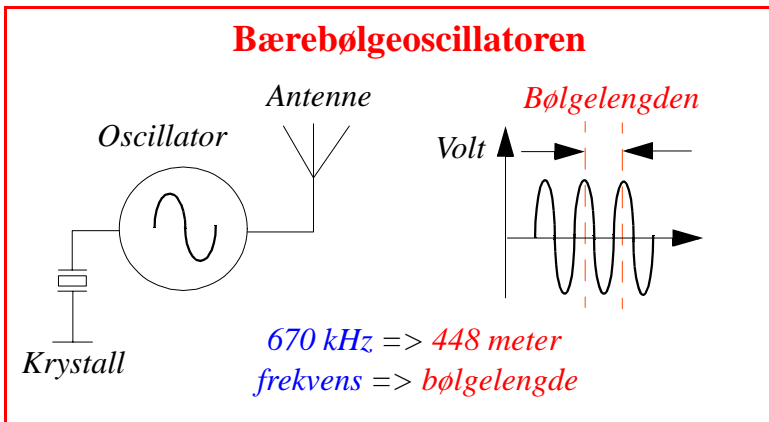 Bærebølgeoscillatoren
Antenne
Bølgelengden
Oscillator
Volt
Krystall
670 kHz => 448 meter
frekvens => bølgelengde